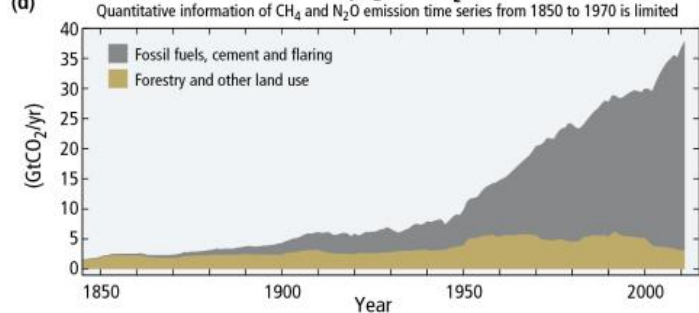 (d)
Quantitative information of CH₄ and N₂O emission time series from 1850 to 1970 is limited
40
35
30
25
20
15
10
5
0
(GtCO₂/yr)
Fossil fuels, cement and flaring
Forestry and other land use
1850 1900 1950 2000
Year